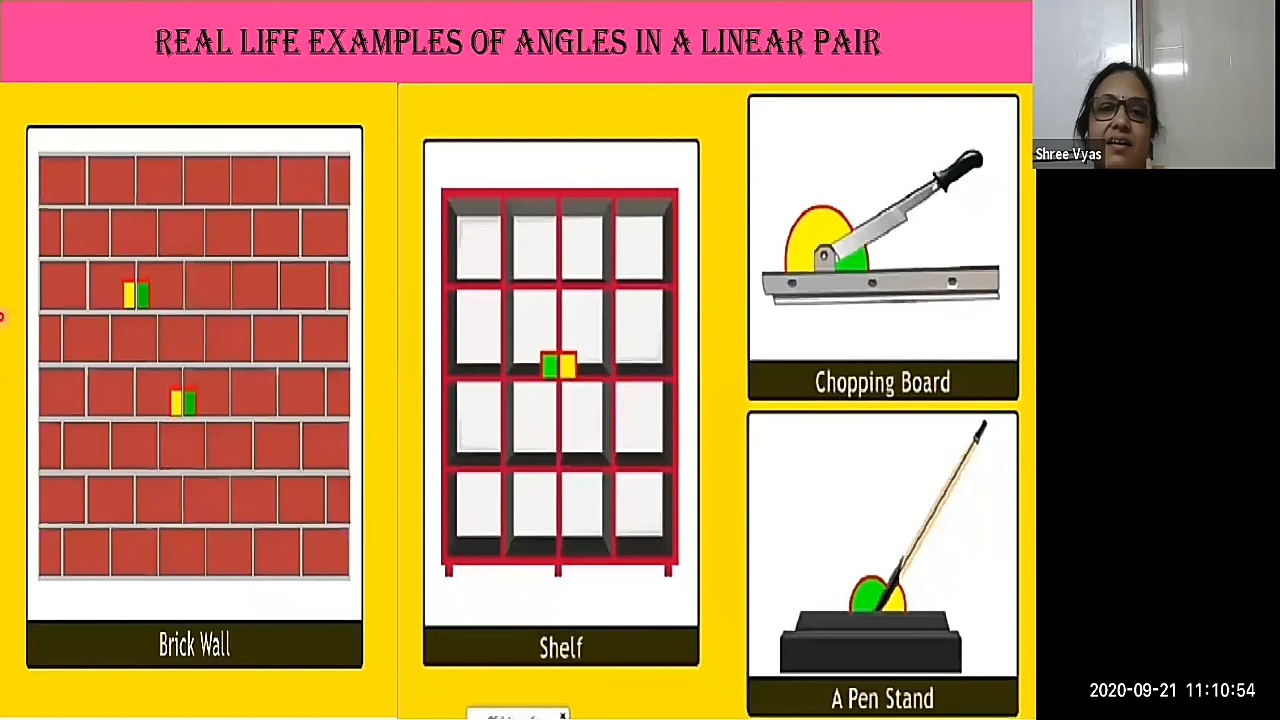 REAL LIFE EXAMPLES OF ANGLES IN A LINEAR PAIR
Shree Vyas
Brick Wall
Shelf
Chopping Board
A Pen Stand
2020-09-21 11:10:54